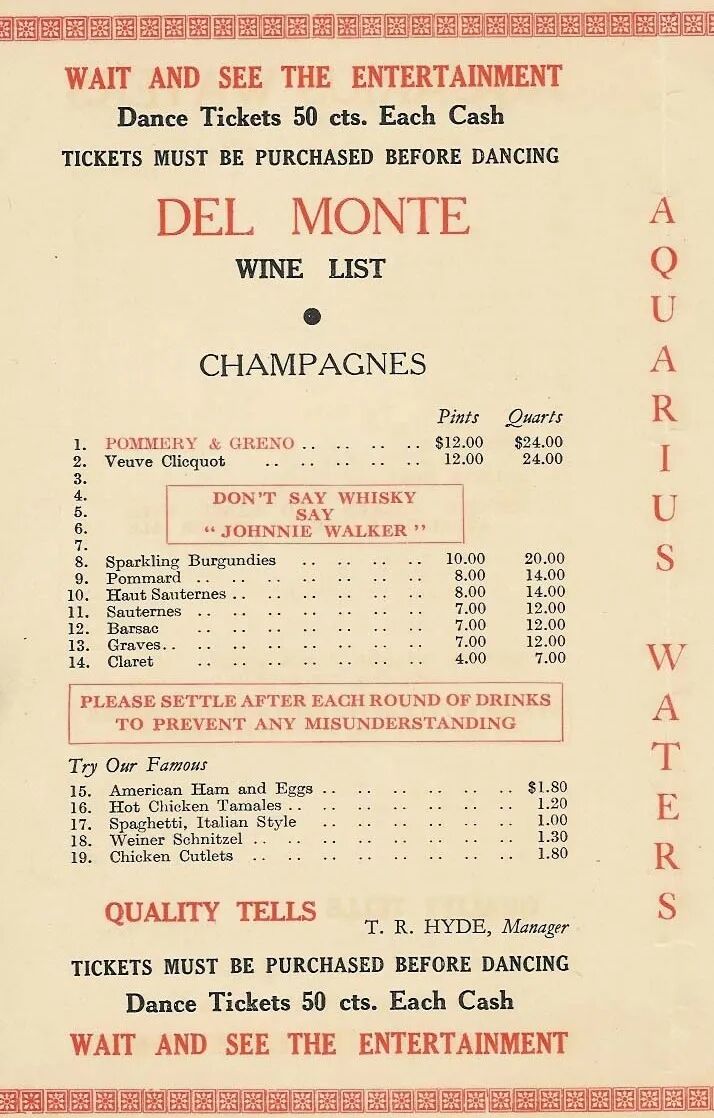 WAIT AND SEE THE ENTERTAINMENT
Dance Tickets 50 cts. Each Cash
TICKETS MUST BE PURCHASED BEFORE DANCING
DEL MONTE
WINE LIST
CHAMPAGNES
Pints Quarts
1. POMMERY & GRENO .. .. .. .. $12.00 $24.00
2. Veuve Clicquot .. .. .. .. .. 12.00 24.00
3.
4.
5.
6.
7.
DON'T SAY WHISKY
SAY
"JOHNNIE WALKER"
8. Sparkling Burgundies .. .. .. .. 10.00 20.00
9. Pommard .. .. .. .. .. .. .. 8.00 14.00
10. Haut Sauternes .. .. .. .. .. .. 8.00 14.00
11. Sauternes .. .. .. .. .. .. .. 7.00 12.00
12. Barsac .. .. .. .. .. .. .. 7.00 12.00
13. Graves .. .. .. .. .. .. .. 7.00 12.00
14. Claret .. .. .. .. .. .. .. 4.00 7.00
PLEASE SETTLE AFTER EACH ROUND OF DRINKS
TO PREVENT ANY MISUNDERSTANDING
Try Our Famous
15. American Ham and Eggs .. .. .. .. .. .. $1.80
16. Hot Chicken Tamales .. .. .. .. .. .. .. 1.20
17. Spaghetti, Italian Style .. .. .. .. .. .. 1.00
18. Weiner Schnitzel .. .. .. .. .. .. .. .. 1.30
19. Chicken Cutlets .. .. .. .. .. .. .. .. 1.80
QUALITY TELLS
T. R. HYDE, Manager
TICKETS MUST BE PURCHASED BEFORE DANCING
Dance Tickets 50 cts. Each Cash
WAIT AND SEE THE ENTERTAINMENT
AQUARIUS WATERS